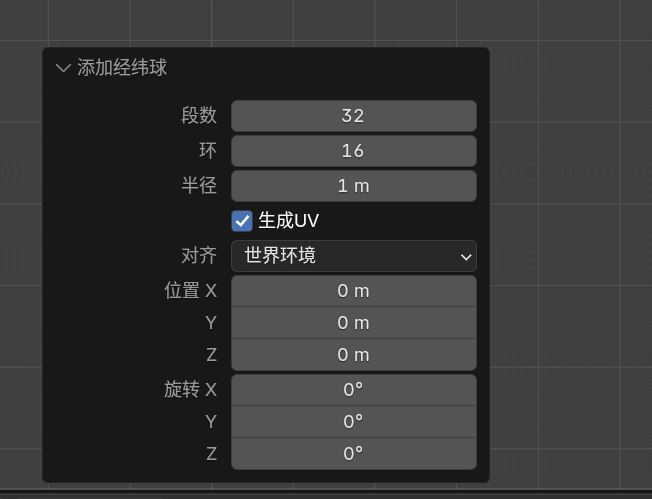 添加经纬球
段数 32
环 16
半径 1 m
生成UV
对齐 世界环境
位置 X 0 m
Y 0 m
Z 0 m
旋转 X 0°
Y 0°
Z 0°